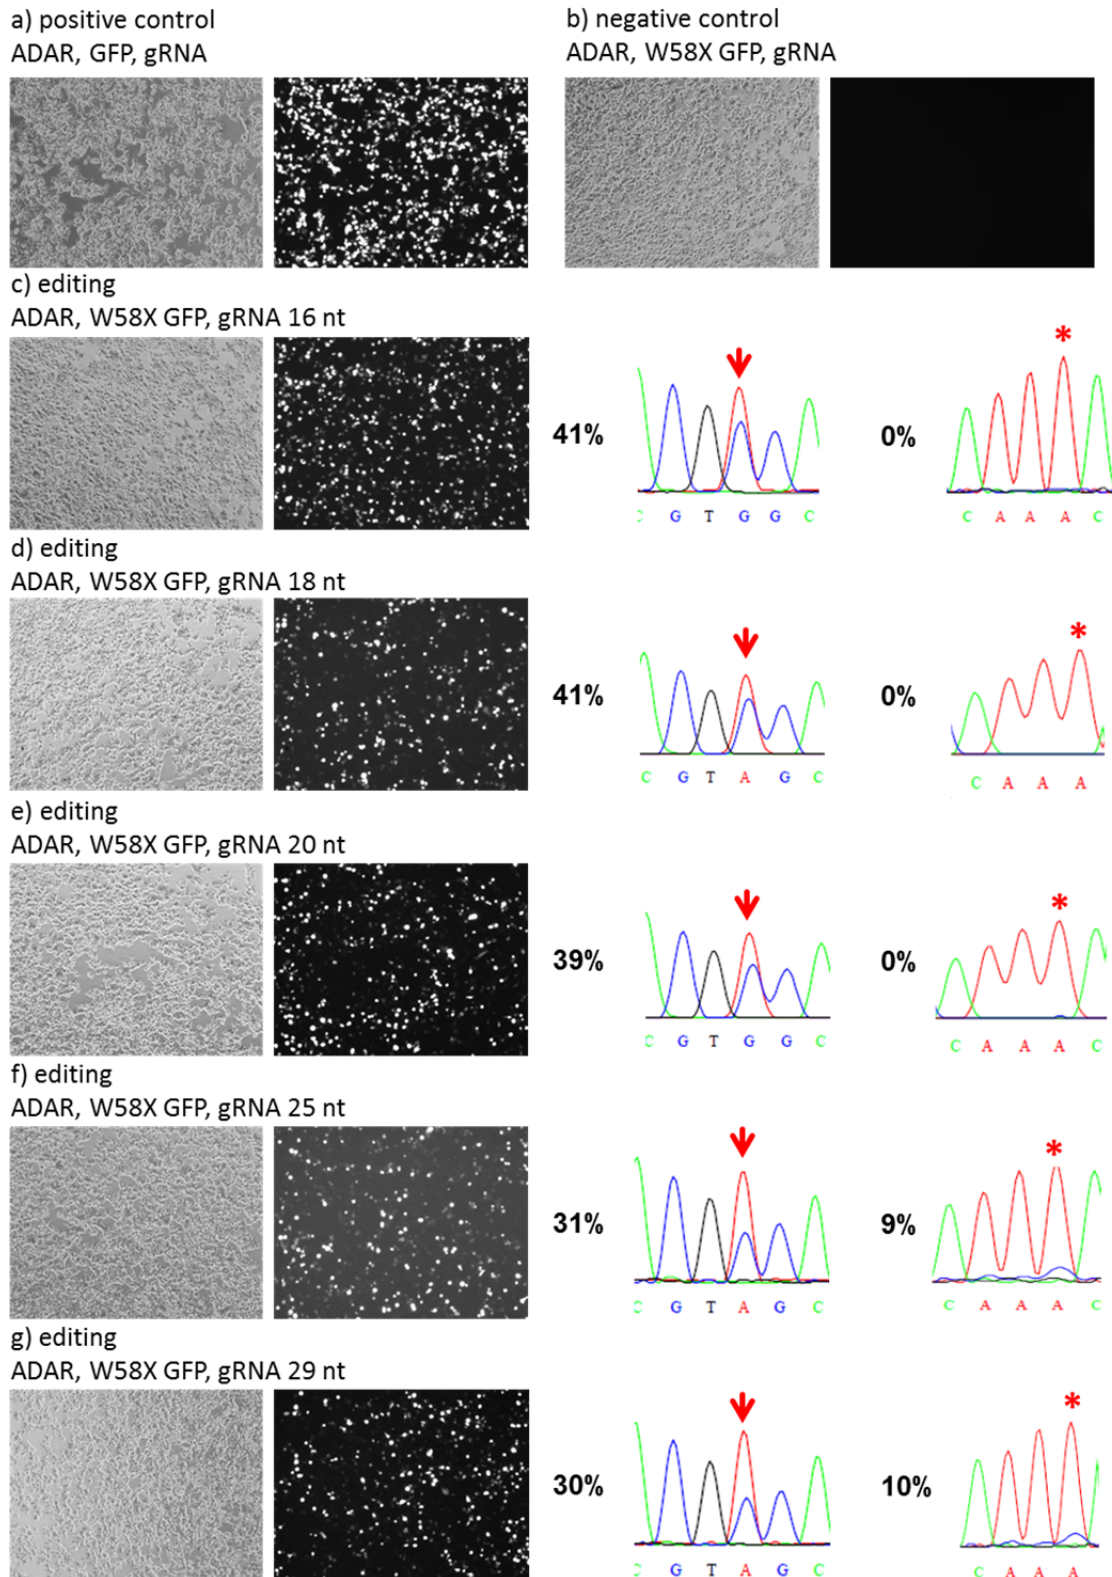 a) positive control
ADAR, GFP, gRNA
b) negative control
ADAR, W58X GFP, gRNA
c) editing
ADAR, W58X GFP, gRNA 16 nt
41%
C G T G G C
0%
*
C A A A C
d) editing
ADAR, W58X GFP, gRNA 18 nt
41%
C G T A G C
0%
*
C A A A
e) editing
ADAR, W58X GFP, gRNA 20 nt
39%
C G T G G C
0%
*
C A A A C
f) editing
ADAR, W58X GFP, gRNA 25 nt
31%
C G T A G C
9%
*
C A A A C
g) editing
ADAR, W58X GFP, gRNA 29 nt
30%
C G T A G C
10%
*
C A A A